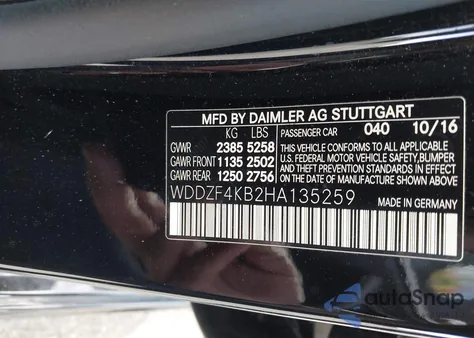 MFD BY DAIMLER AG STUTTGART
KG LBS PASSENGER CAR 040 10/16
GVWR 2385 5258 THIS VEHICLE CONFORMS TO ALL APPLICABLE
GAWR FRONT 1135 2502 U.S. FEDERAL MOTOR VEHICLE SAFETY,BUMPER
GAWR REAR 1250 2756 AND THEFT PREVENTION STANDARDS IN EFFECT
ON THE DATE OF MANUFACTURE SHOWN ABOVE.
WDDZF4KB2HA135259 MADE IN GERMANY
autoSnap